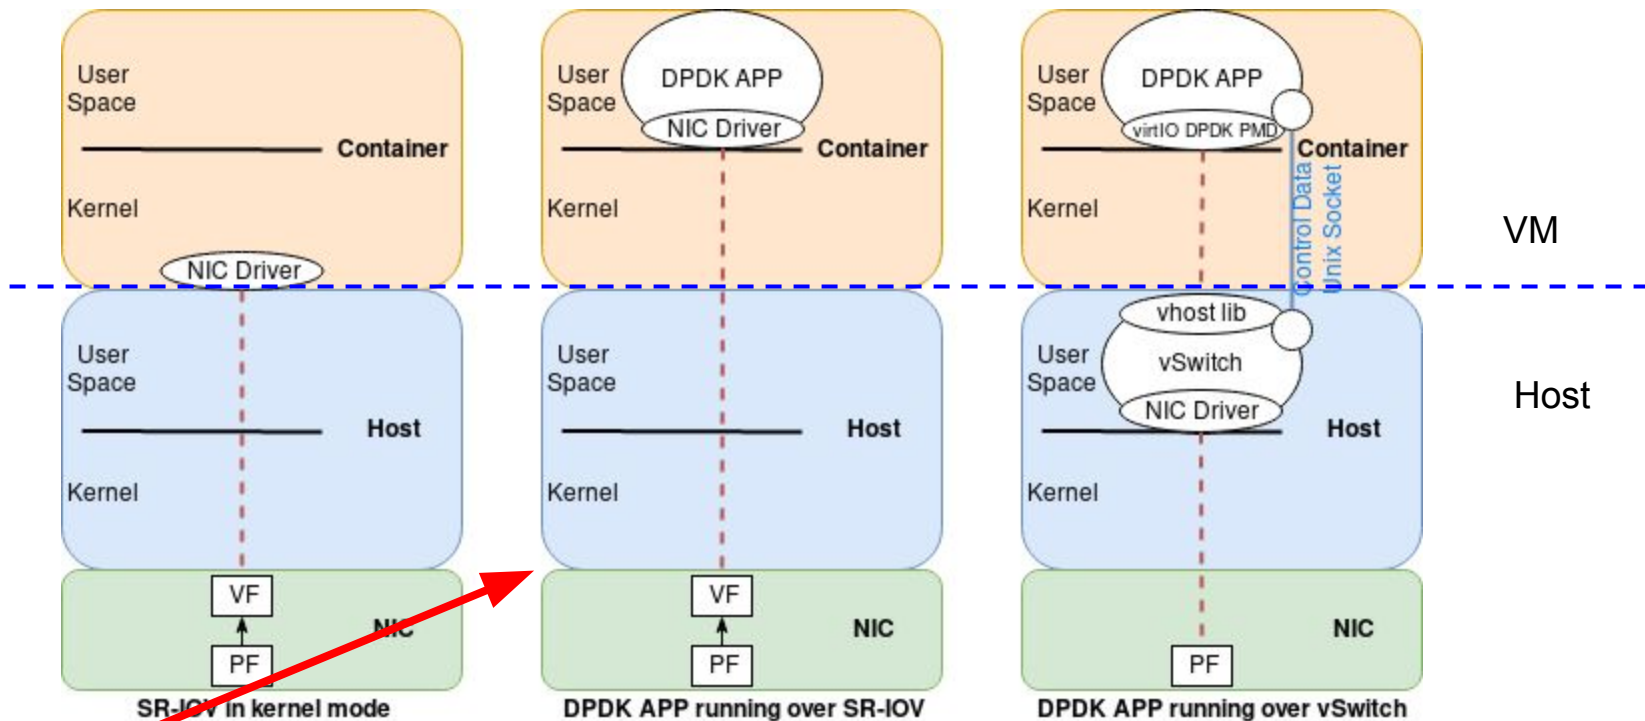 User
Space
Container
Kernel
NIC Driver
User
Space
Host
Kernel
VF
NIC
PF
SR-IOV in kernel mode
DPDK APP
User
Space
NIC Driver
Container
Kernel
User
Space
Host
Kernel
VF
NIC
PF
DPDK APP running over SR-IOV
DPDK APP
User
Space
virtIO DPDK PMD
Container
Kernel
Control Data
Unix Socket
vhost lib
User
Space
vSwitch
NIC Driver
Host
Kernel
NIC
PF
DPDK APP running over vSwitch
VM
Host